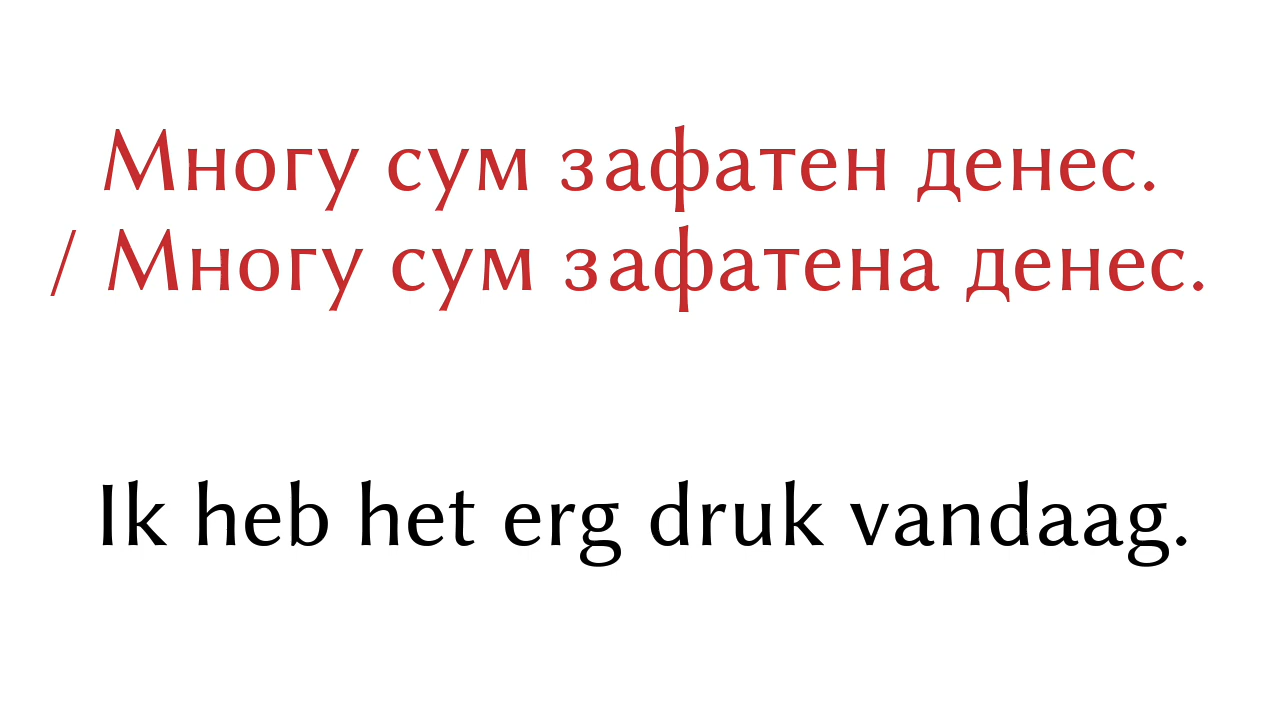 Многу сум зафатен денес.
/ Многу сум зафатена денес.
Ik heb het erg druk vandaag.